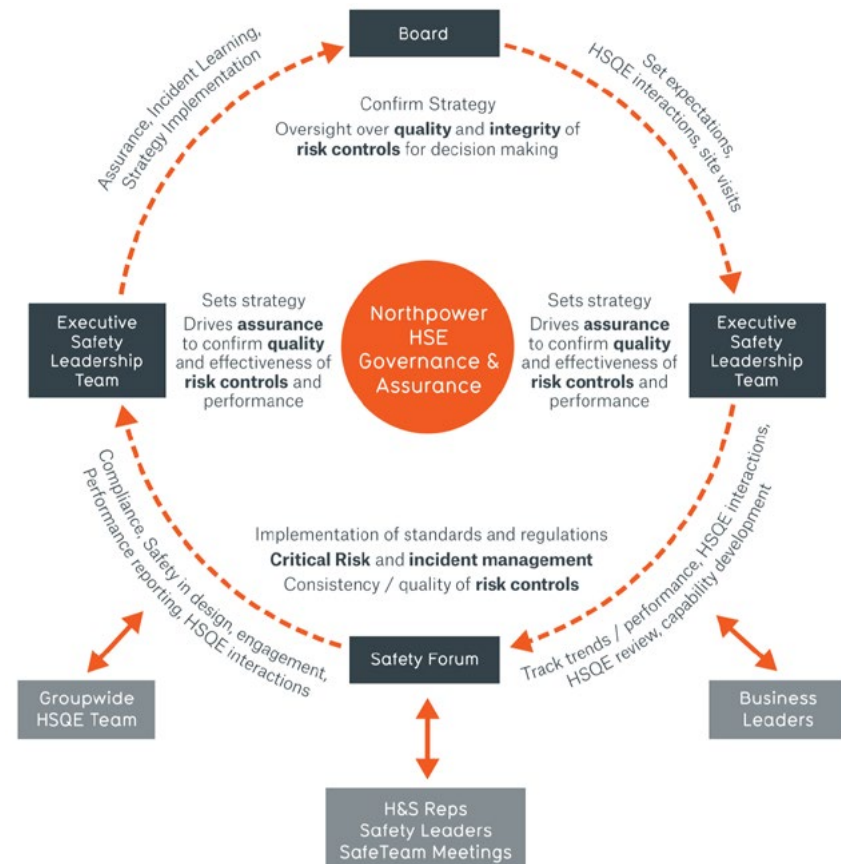 Board
Assurance, Incident Learning,
Strategy Implementation
Set expectations,
HSQE interactions, site visits
Confirm Strategy
Oversight over quality and integrity of
risk controls for decision making
Executive
Safety
Leadership
Team
Sets strategy
Drives assurance
to confirm quality
and effectiveness of
risk controls and
performance
Northpower
HSE
Governance &
Assurance
Sets strategy
Drives assurance
to confirm quality
and effectiveness of
risk controls and
performance
Executive
Safety
Leadership
Team
Compliance, Safety in design, engagement,
Performance reporting, HSQE interactions
Implementation of standards and regulations
Critical Risk and incident management
Consistency / quality of risk controls
Track trends / performance, HSQE interactions,
HSQE review, capability development
Safety Forum
Groupwide
HSQE Team
Business
Leaders
H&S Reps
Safety Leaders
SafeTeam Meetings